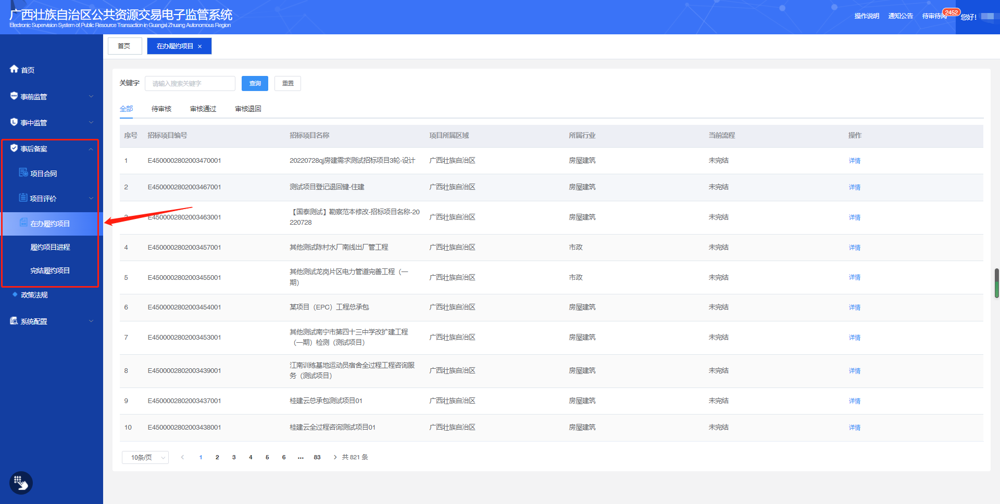 广西壮族自治区公共资源交易电子监管系统
Electronic Supervision System of Public Resource Transaction in Guangxi Zhuang Autonomous Region
操作说明 通知公告 待审待阅 2452 您好!
首页
事前监管
事中监管
事后备案
项目合同
项目评价
在办履约项目
履约项目进程
完结履约项目
政策法规
系统配置
首页 在办履约项目 ×
关键字 请输入搜索关键字 查询 重置
全部 待审核 审核通过 审核退回
序号 招标项目编号 招标项目名称 项目所属区域 所属行业 当前流程 操作
1 E4500002802003470001 20220728qj房建需求测试招标项目3轮-设计 广西壮族自治区 房屋建筑 未完结 详情
2 E4500002802003467001 测试项目登记退回键-住建 广西壮族自治区 房屋建筑 未完结 详情
3 E4500002802003463001 【国泰测试】勘察范本修改-招标项目名称-20 广西壮族自治区 房屋建筑 未完结 详情
220728
4 E4500002802003457001 其他测试陈村水厂南线出厂管工程 广西壮族自治区 市政 未完结 详情
5 E4500002802003455001 其他测试龙岗片区电力管道完善工程（一 广西壮族自治区 市政 未完结 详情
期）
6 E4500002802003454001 某项目（EPC）工程总承包 广西壮族自治区 房屋建筑 未完结 详情
7 E4500002802003453001 其他测试南宁市第四十三中学改扩建工程 广西壮族自治区 房屋建筑 未完结 详情
（一期）检测（测试项目）
8 E4500002802003439001 江南训练基地运动员宿舍全过程工程咨询服 广西壮族自治区 房屋建筑 未完结 详情
务（测试项目）
9 E4500002802003437001 桂建云总承包测试项目01 广西壮族自治区 房屋建筑 未完结 详情
10 E4500002802003438001 桂建云全过程咨询测试项目01 广西壮族自治区 房屋建筑 未完结 详情
10条/页 1 2 3 4 5 6 ... 83 共 821 条